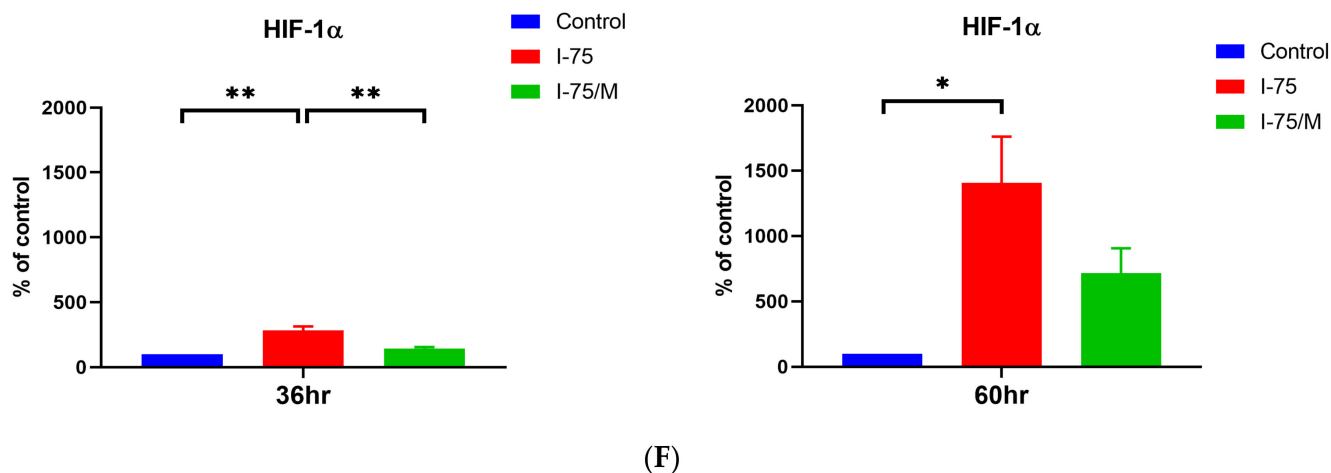 HIF-1α
Control
I-75
I-75/M
** **
2000
1500
1000
500
0
% of control
36hr
HIF-1α
Control
I-75
I-75/M
*
2000
1500
1000
500
0
% of control
60hr
(F)